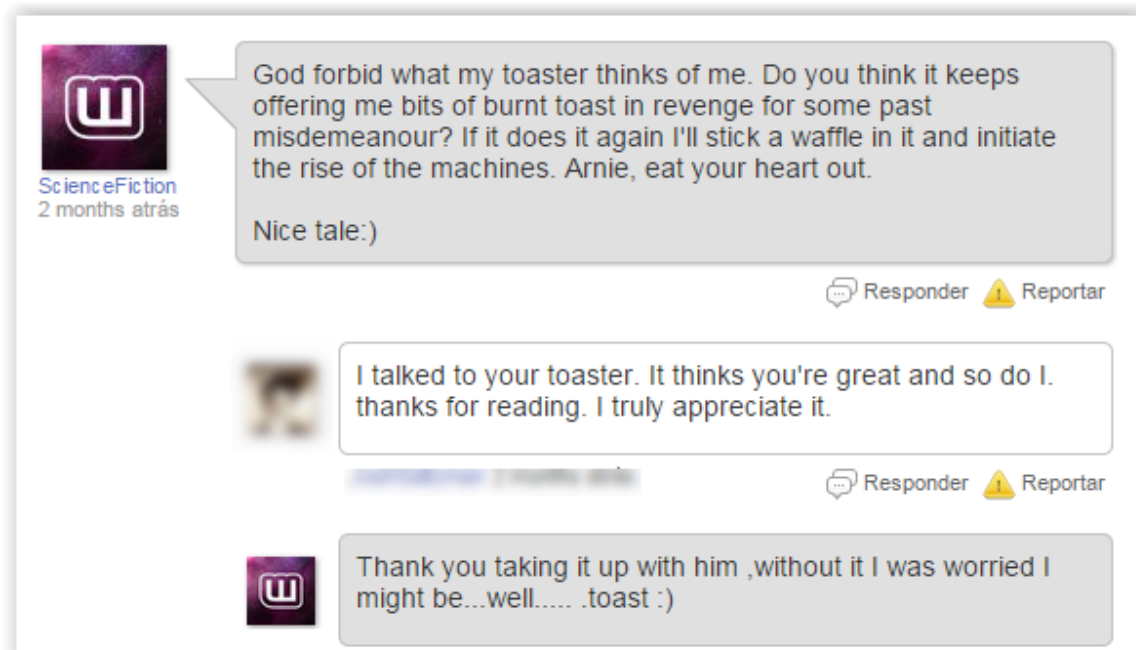 God forbid what my toaster thinks of me. Do you think it keeps
offering me bits of burnt toast in revenge for some past
misdemeanour? If it does it again I'll stick a waffle in it and initiate
the rise of the machines. Arnie, eat your heart out.
Nice tale:)
ScienceFiction
2 months atrás
Responder Reportar
I talked to your toaster. It thinks you're great and so do I.
thanks for reading. I truly appreciate it.
Responder Reportar
Thank you taking it up with him ,without it I was worried I
might be...well..... .toast :)